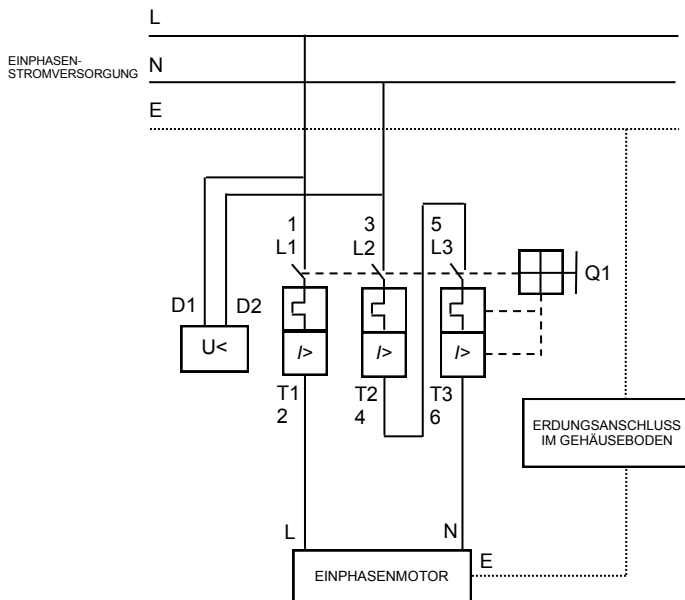 L
EINPHASEN-
STROMVERSORGUNG
N
E
1 3 5
L1 L2 L3
Q1
D1 D2
U<
I> I> I>
T1 T2 T3
2 4 6
ERDUNGSANSCHLUSS
IM GEHÄUSEBODEN
L N
E
EINPHASENMOTOR